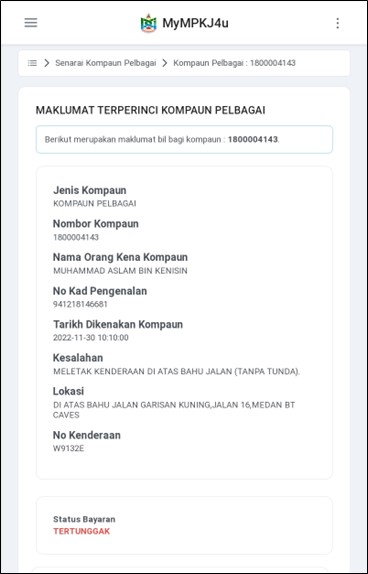 MyMPKJ4u
Senarai Kompaun Pelbagai
Kompaun Pelbagai : 1800004143
MAKLUMAT TERPERINCI KOMPAUN PELBAGAI
Berikut merupakan maklumat bil bagi kompaun : 1800004143.
Jenis Kompaun
KOMPAUN PELBAGAI
Nombor Kompaun
1800004143
Nama Orang Kena Kompaun
MUHAMMAD ASLAM BIN KENISIN
No Kad Pengenalan
941218146681
Tarikh Dikenakan Kompaun
2022-11-30 10:10:00
Kesalahan
MELETAK KENDERAAN DI ATAS BAHU JALAN (TANPA TUNDA).
Lokasi
DI ATAS BAHU JALAN GARISAN KUNING,JALAN 16,MEDAN BT
CAVES
No Kenderaan
W9132E
Status Bayaran
TERTUNGGAK